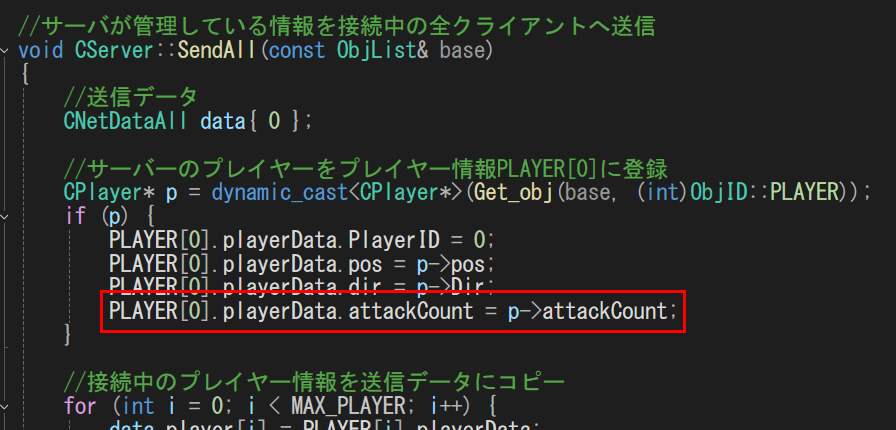 //サーバが管理している情報を接続中の全クライアントへ送信
void CServer::SendAll(const ObjList& base)
{
//送信データ
CNetDataAll data{ 0 };
//サーバーのプレイヤーをプレイヤー情報PLAYER[0]に登録
CPlayer* p = dynamic_cast<CPlayer*>(Get_obj(base, (int)ObjID::PLAYER));
if (p) {
PLAYER[0].playerData.PlayerID = 0;
PLAYER[0].playerData.pos = p->pos;
PLAYER[0].playerData.dir = p->Dir;
PLAYER[0].playerData.attackCount = p->attackCount;
}
//接続中のプレイヤー情報を送信データにコピー
for (int i = 0; i < MAX_PLAYER; i++) {
data.player[i] = PLAYER[i].playerData;